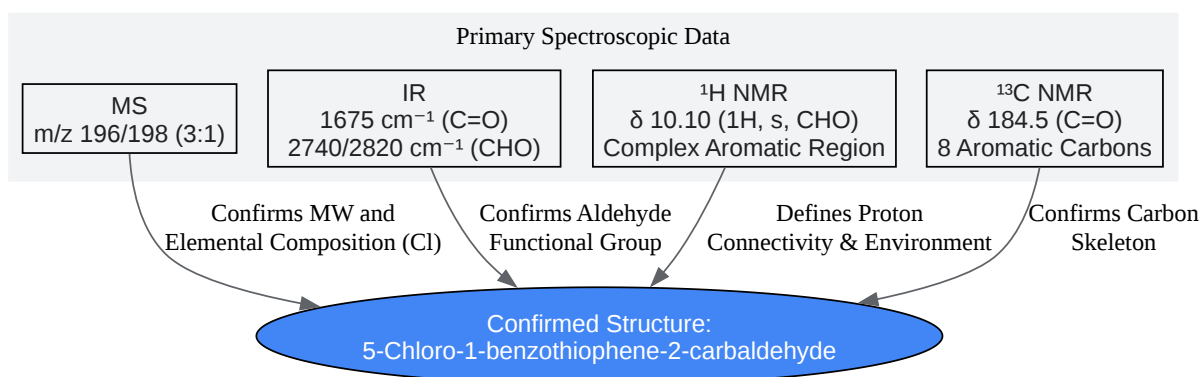 Primary Spectroscopic Data
MS
m/z 196/198 (3:1)
IR
1675 cm⁻¹ (C=O)
2740/2820 cm⁻¹ (CHO)
¹H NMR
δ 10.10 (1H, s, CHO)
Complex Aromatic Region
¹³C NMR
δ 184.5 (C=O)
8 Aromatic Carbons
Confirms MW and
Elemental Composition (Cl)
Confirms Aldehyde
Functional Group
Defines Proton
Connectivity & Environment
Confirms Carbon
Skeleton
Confirmed Structure:
5-Chloro-1-benzothiophene-2-carbaldehyde